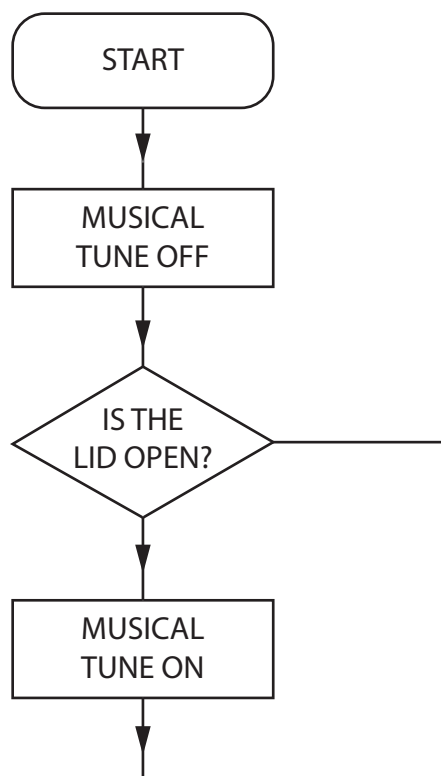 START
MUSICAL
TUNE OFF
IS THE
LID OPEN?
MUSICAL
TUNE ON